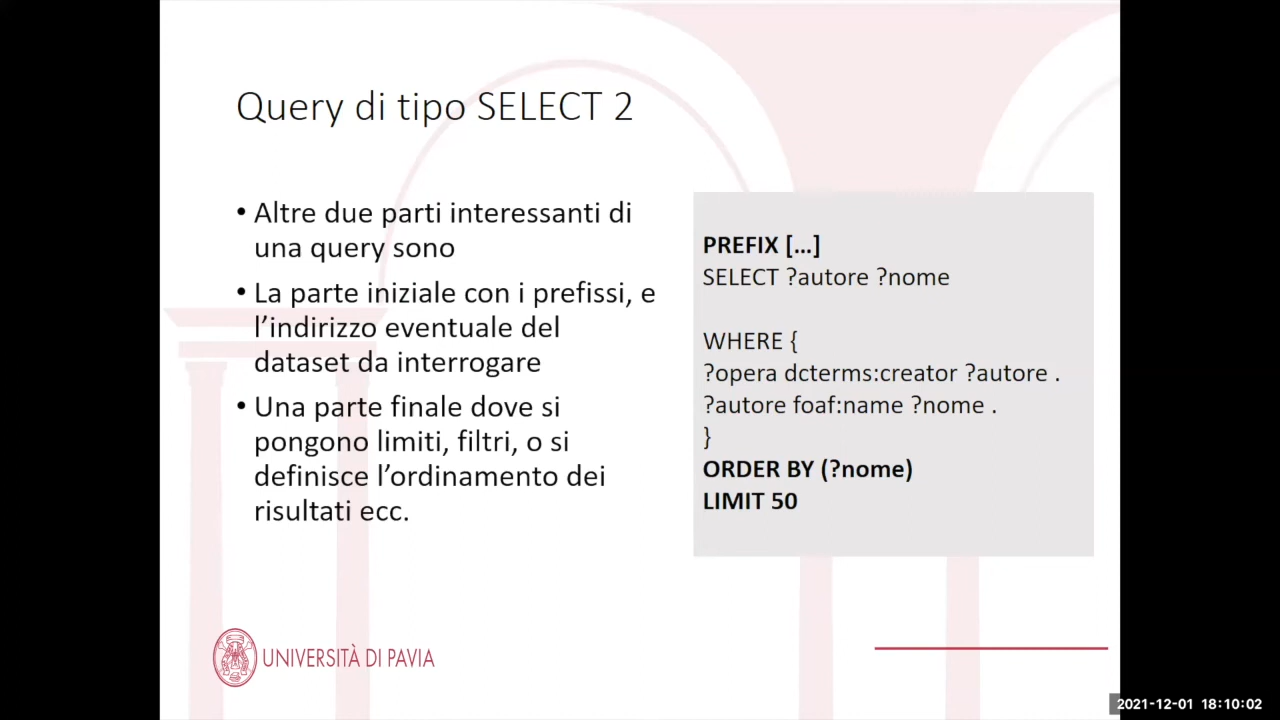 Query di tipo SELECT 2
• Altre due parti interessanti di
una query sono
• La parte iniziale con i prefissi, e
l’indirizzo eventuale del
dataset da interrogare
• Una parte finale dove si
pongono limiti, filtri, o si
definisce l’ordinamento dei
risultati ecc.
PREFIX […]
SELECT ?autore ?nome
WHERE {
?opera dcterms:creator ?autore .
?autore foaf:name ?nome .
}
ORDER BY (?nome)
LIMIT 50
UNIVERSITÀ DI PAVIA
2021-12-01 18:10:02